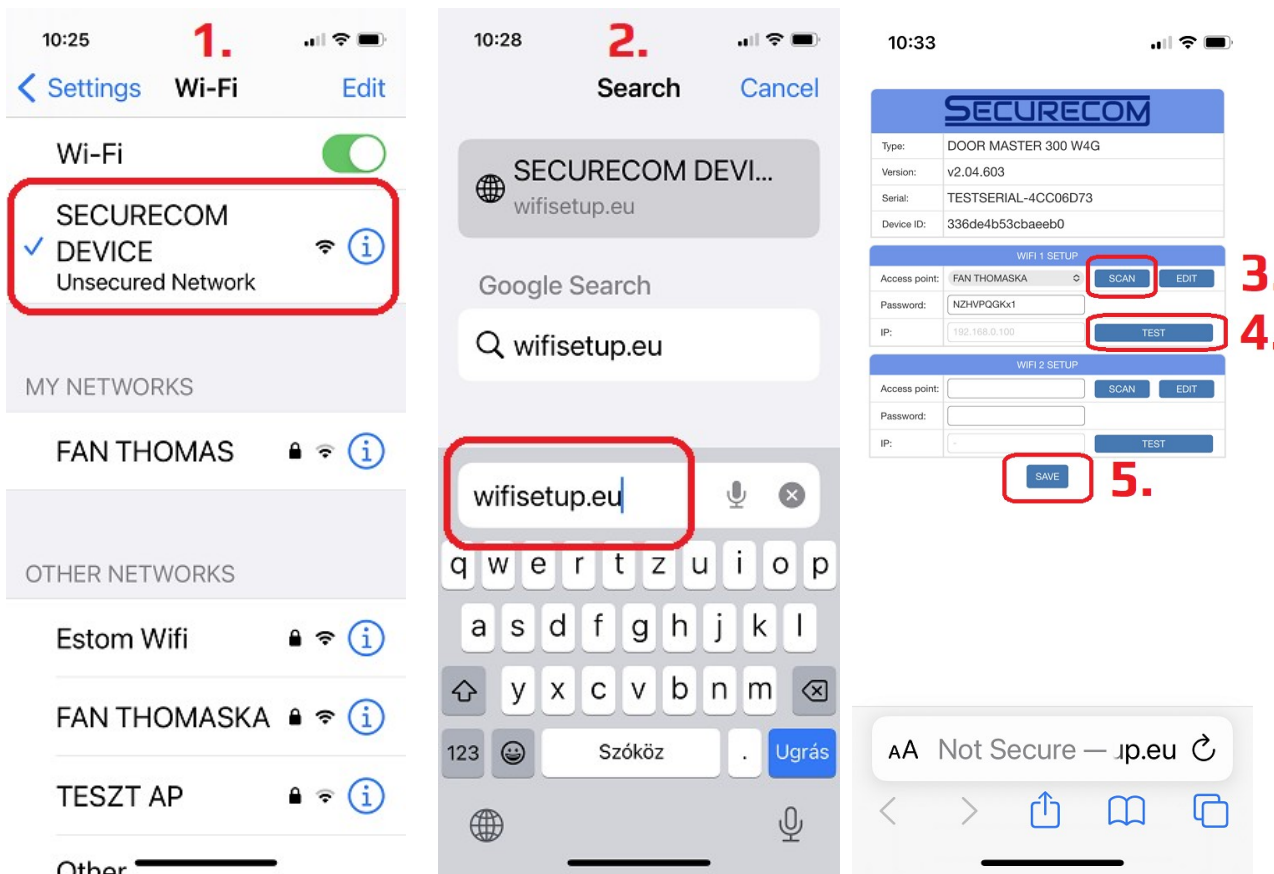 10:25
1.
Settings
Wi-Fi
Edit
Wi-Fi
SECURECOM
DEVICE
Unsecured Network
MY NETWORKS
FAN THOMAS
OTHER NETWORKS
Estom Wifi
FAN THOMASKA
TESZT AP
Other
10:28
2.
Search
Cancel
SECURECOM DEVI...
wifisetup.eu
Google Search
wifisetup.eu
wifisetup.eu
q w e r t z u i o p
a s d f g h j k l
y x c v b n m
123 Szóköz . Ugrás
10:33
SECURECOM
Type: DOOR MASTER 300 W4G
Version: v2.04.603
Serial: TESTSERIAL-4CC06D73
Device ID: 336de4b53cbaeeb0
WIFI 1 SETUP
Access point: FAN THOMASKA SCAN EDIT
3.
Password: NZHVPQGKx1
IP: 192.168.0.100 TEST
4.
WIFI 2 SETUP
Access point: SCAN EDIT
Password:
IP: - TEST
SAVE
5.
AA Not Secure — up.eu